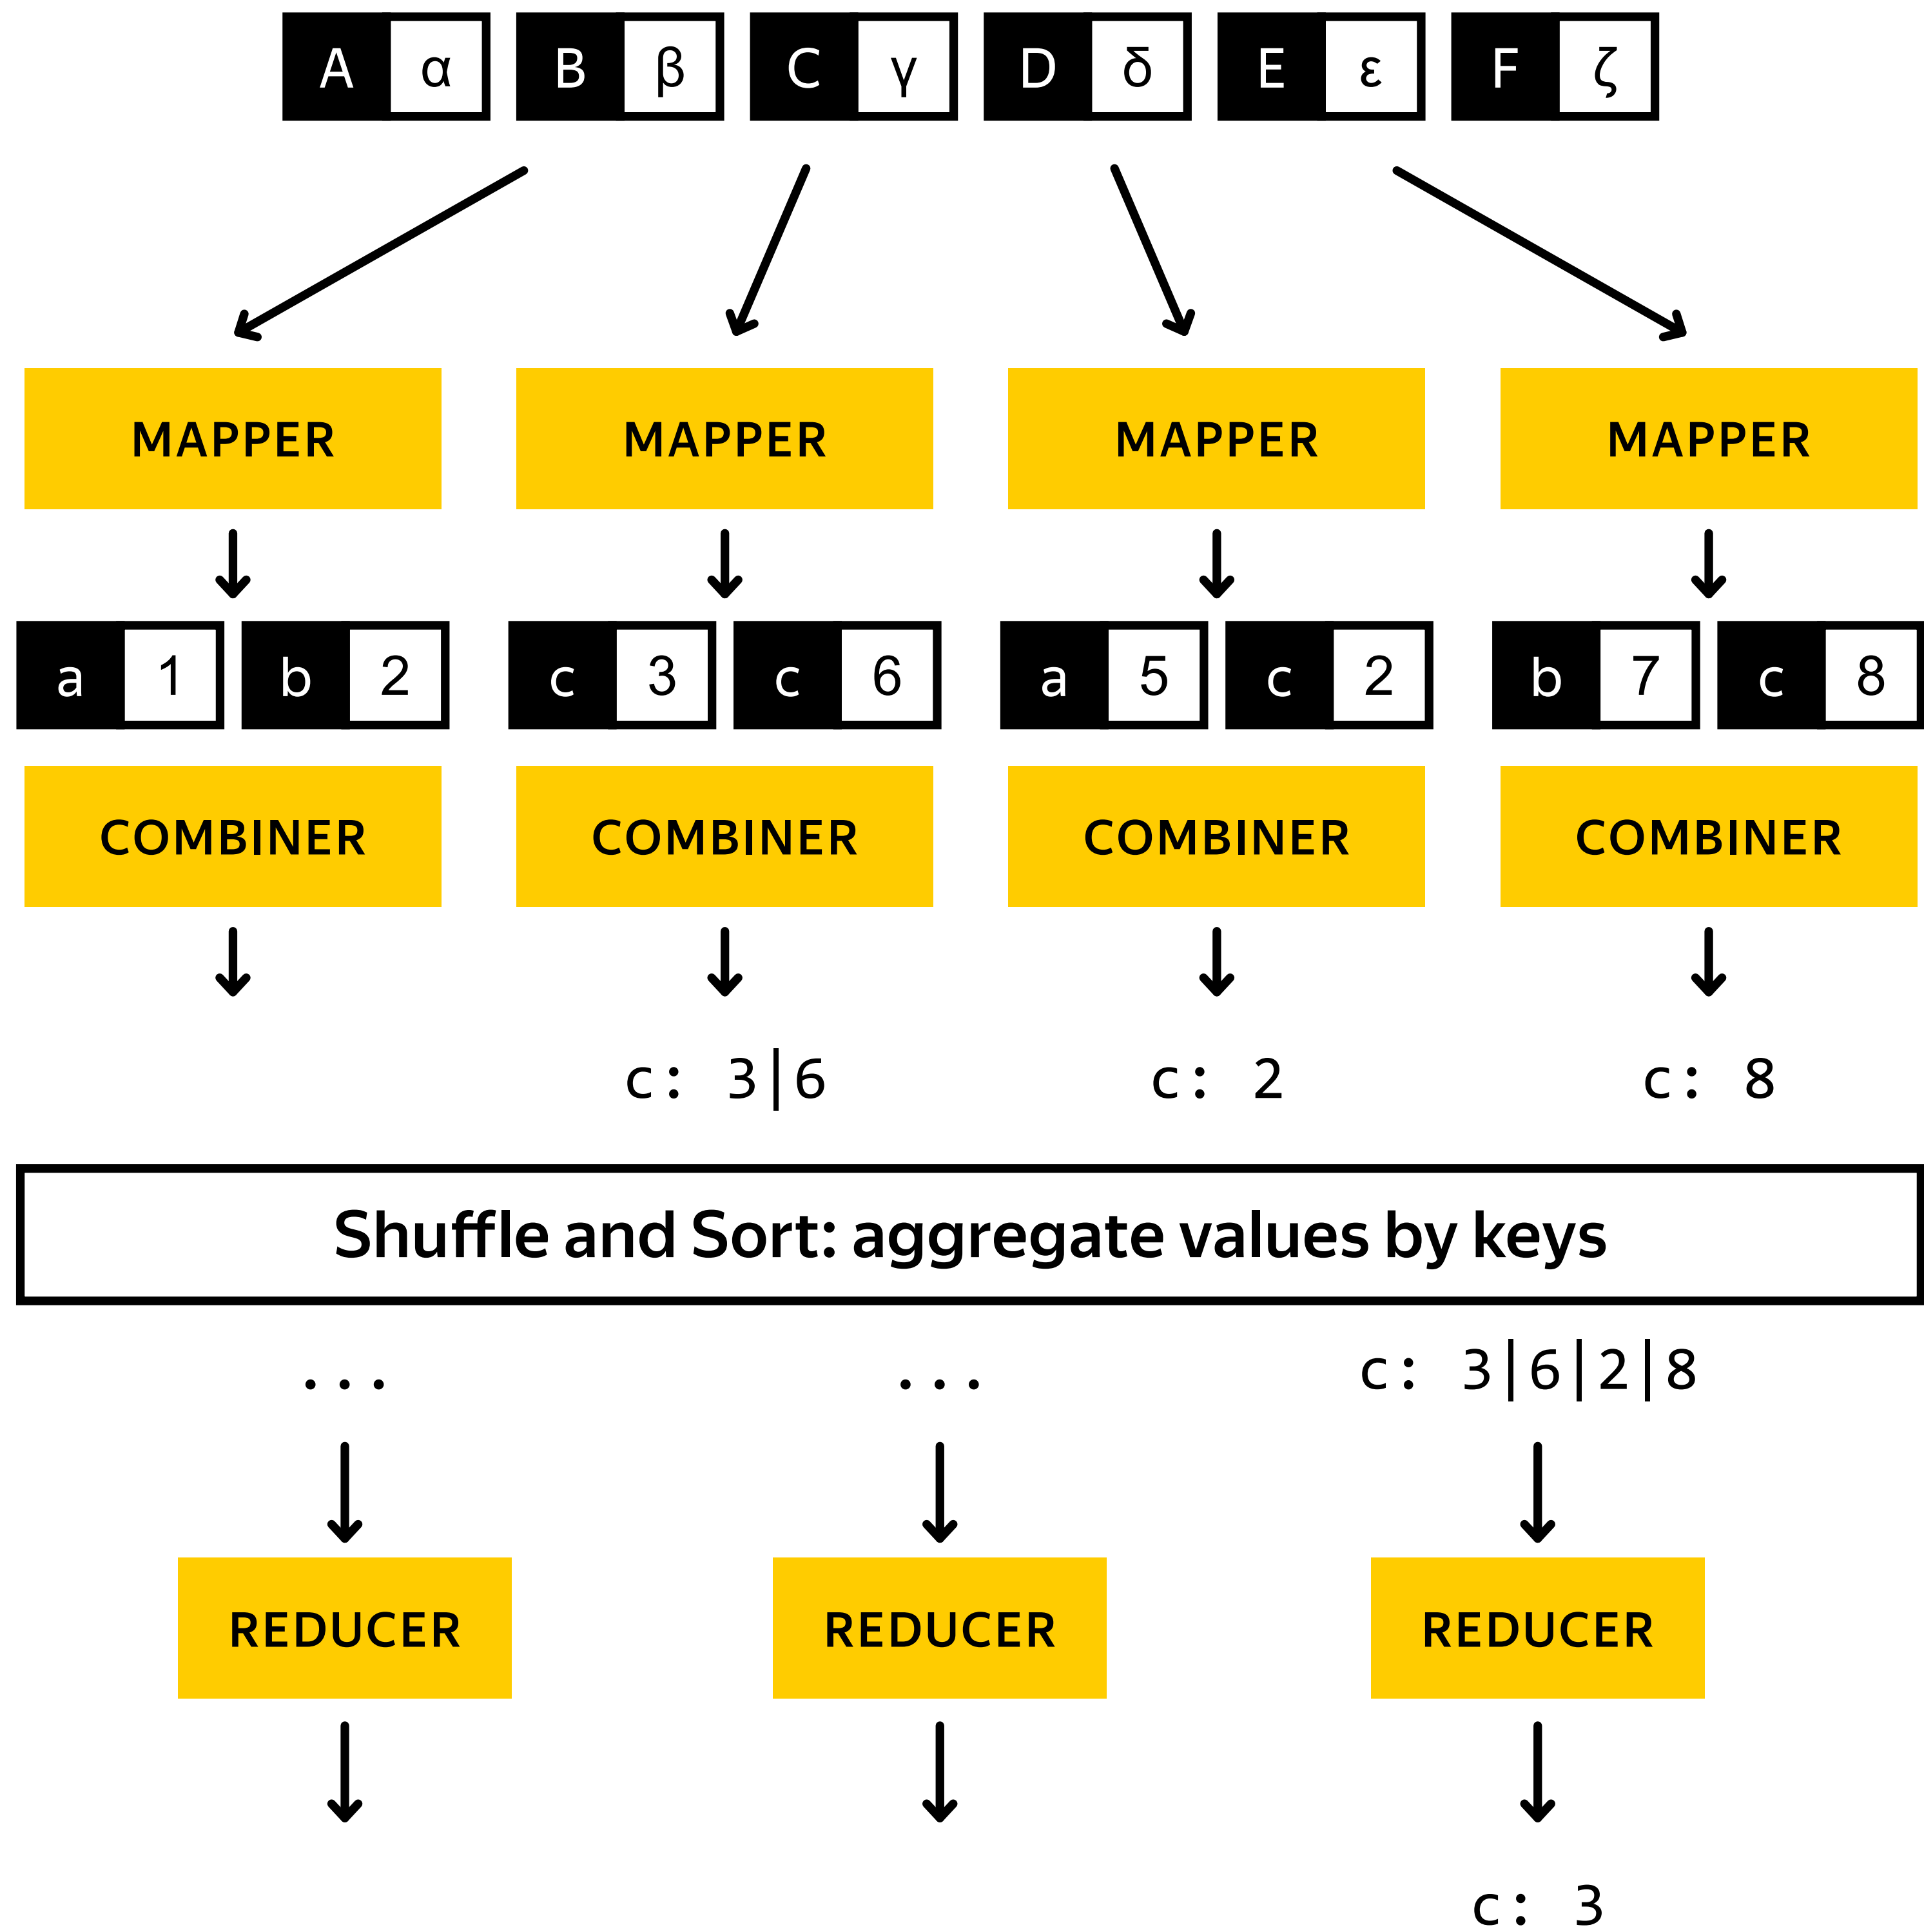 A α B β C γ D δ E ε F ζ
MAPPER MAPPER MAPPER MAPPER
a 1 b 2 c 3 c 6 a 5 c 2 b 7 c 8
COMBINER COMBINER COMBINER COMBINER
c: 3|6 c: 2 c: 8
Shuffle and Sort: aggregate values by keys
... ... c: 3|6|2|8
REDUCER REDUCER REDUCER
c: 3